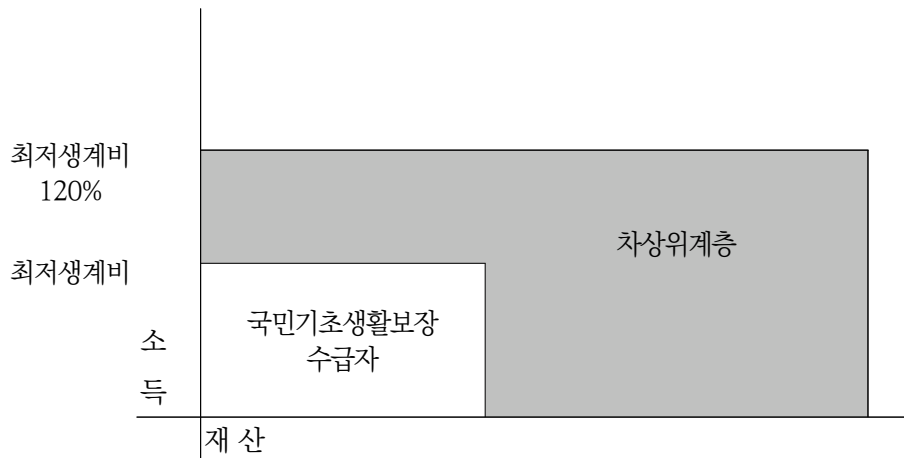 최저생계비
120%
차상위계층
최저생계비
국민기초생활보장
수급자
소
득
재 산